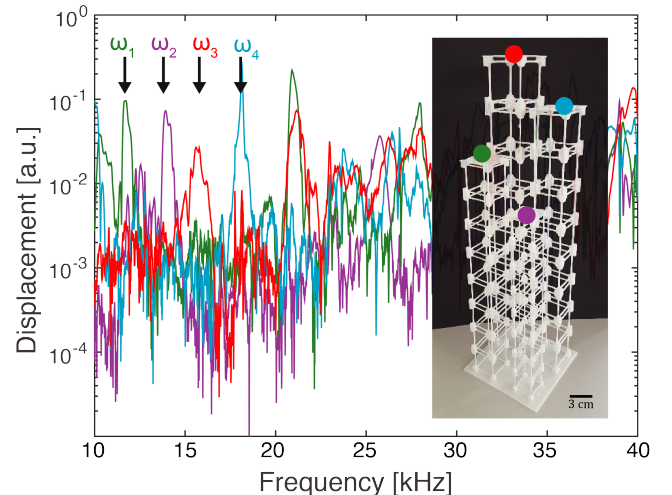 10⁰
ω₁ ω₂ ω₃ ω₄
10⁻¹
10⁻²
10⁻³
10⁻⁴
Displacement [a.u.]
3 cm
10 15 20 25 30 35 40
Frequency [kHz]